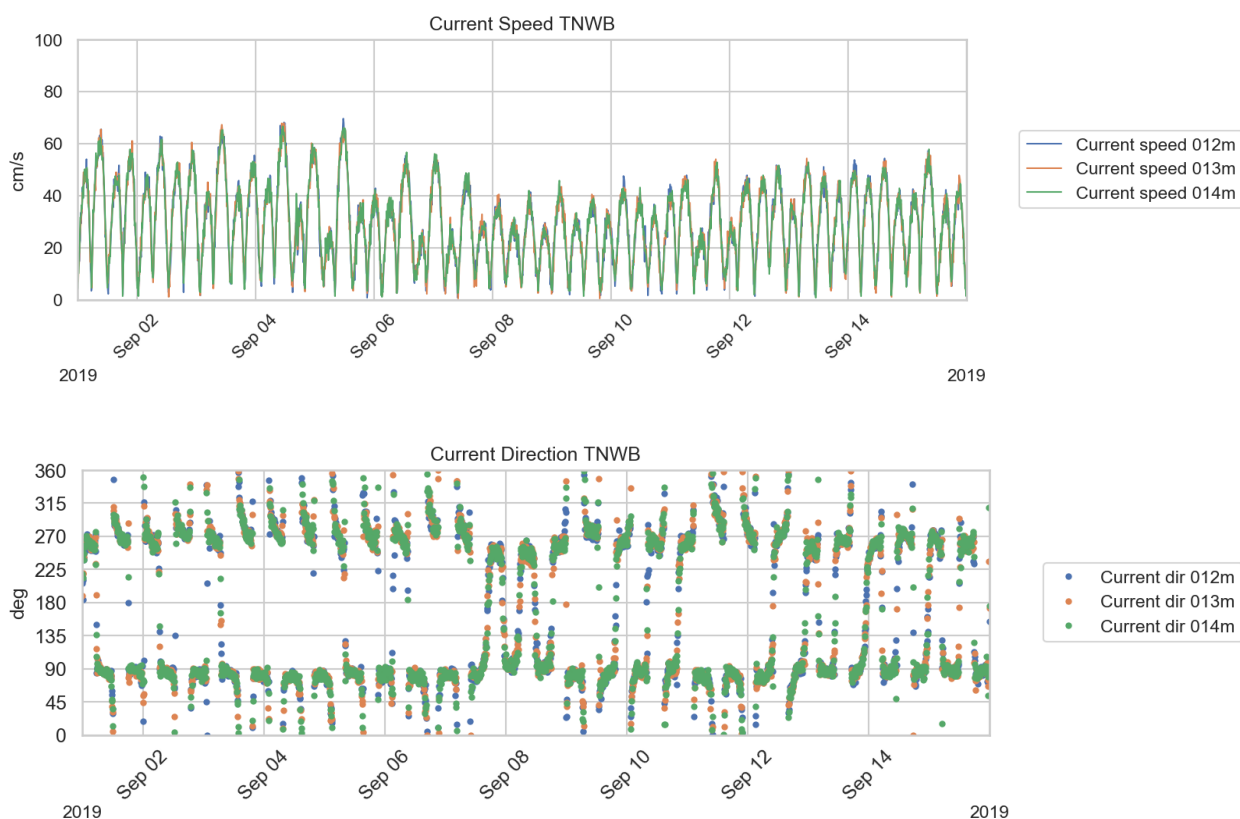 Current Speed TNWB
100
80
60
40
20
0
cm/s
Sep 02
Sep 04
Sep 06
Sep 08
Sep 10
Sep 12
Sep 14
2019
2019
Current speed 012m
Current speed 013m
Current speed 014m
Current Direction TNWB
360
315
270
225
180
135
90
45
0
deg
Sep 02
Sep 04
Sep 06
Sep 08
Sep 10
Sep 12
Sep 14
2019
2019
Current dir 012m
Current dir 013m
Current dir 014m